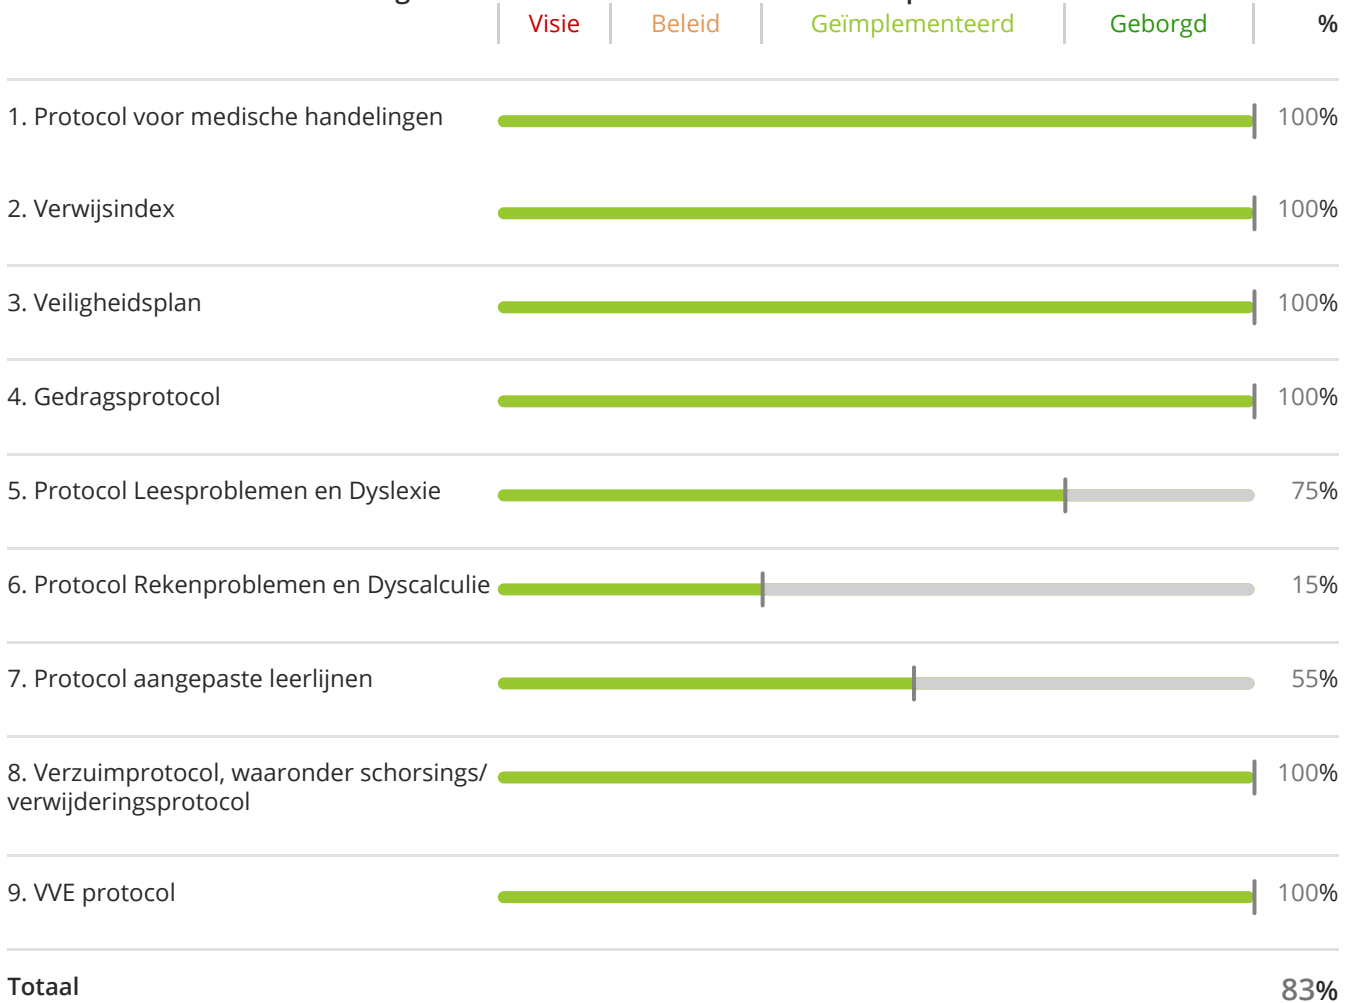 Visie Beleid Geïmplementeerd Geborgd %
1. Protocol voor medische handelingen 100%
2. Verwijsindex 100%
3. Veiligheidsplan 100%
4. Gedragsprotocol 100%
5. Protocol Leesproblemen en Dyslexie 75%
6. Protocol Rekenproblemen en Dyscalculie 15%
7. Protocol aangepaste leerlijnen 55%
8. Verzuimprotocol, waaronder schorsings/ 100%
verwijderingsprotocol
9. VVE protocol 100%
Totaal 83%